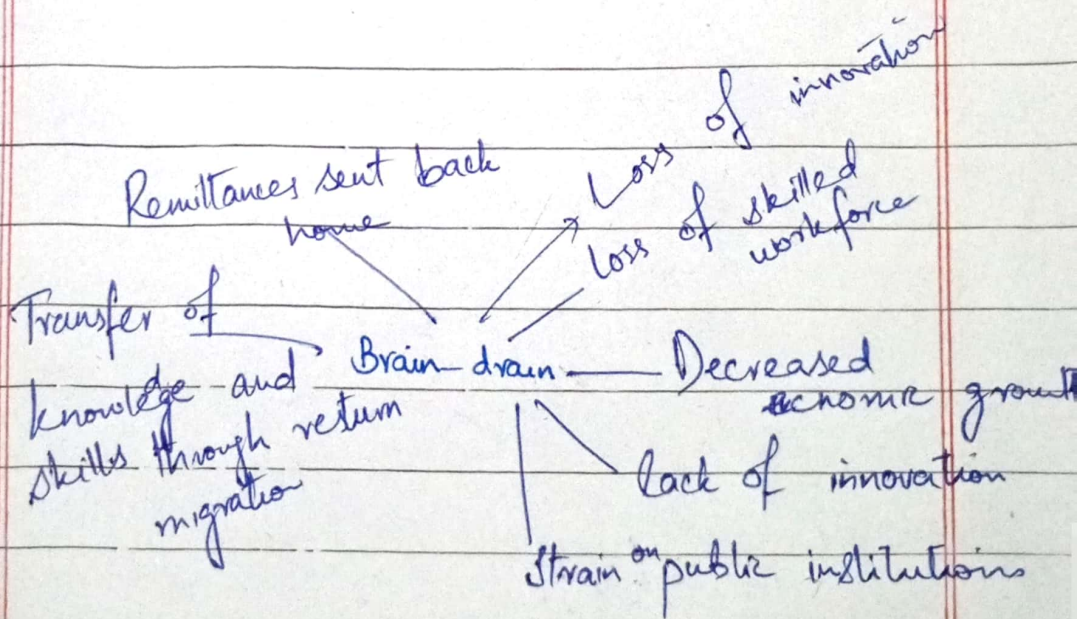 Loss of innovation
Remittances sent back
home
loss of skilled
workforce
Transfer of
knowledge and
skills through return
migration
Brain drain
Decreased
economic growth
lack of innovation
Strain on public institutions